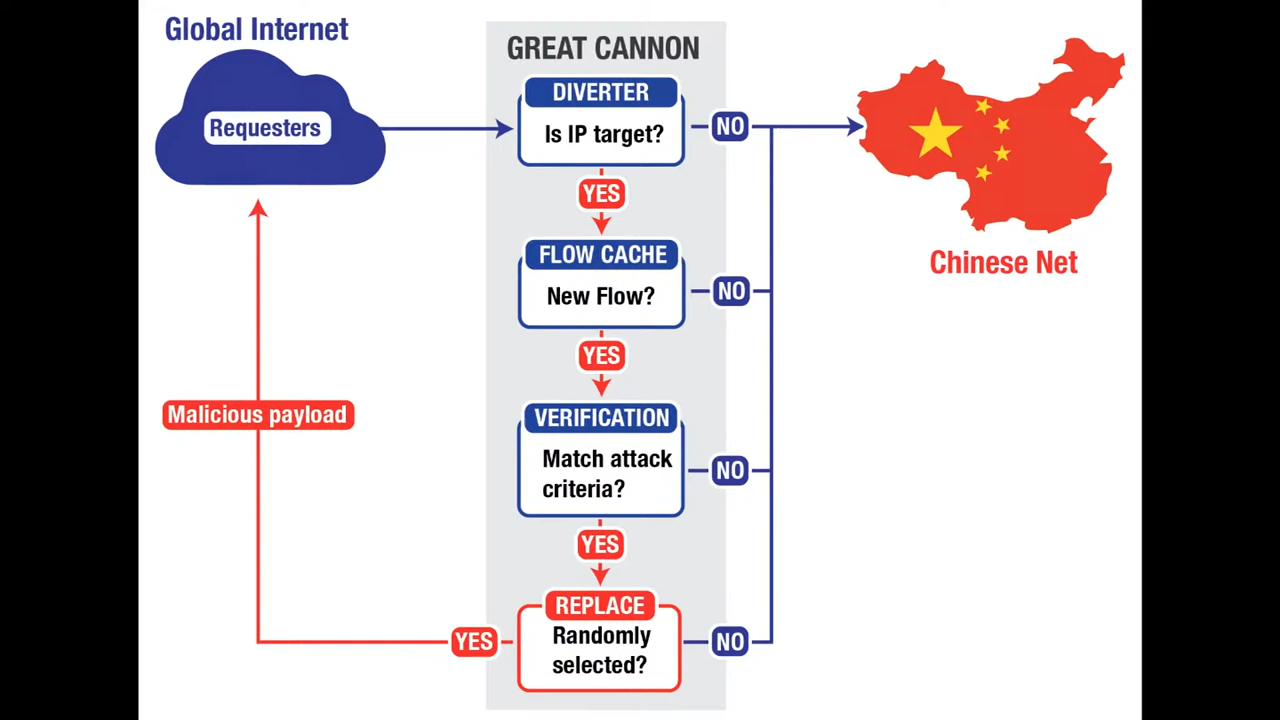 Global Internet
Requesters
GREAT CANNON
DIVERTER
Is IP target?
NO
YES
FLOW CACHE
New Flow?
NO
YES
VERIFICATION
Match attack
criteria?
NO
YES
REPLACE
Randomly
selected?
NO
YES
Malicious payload
Chinese Net